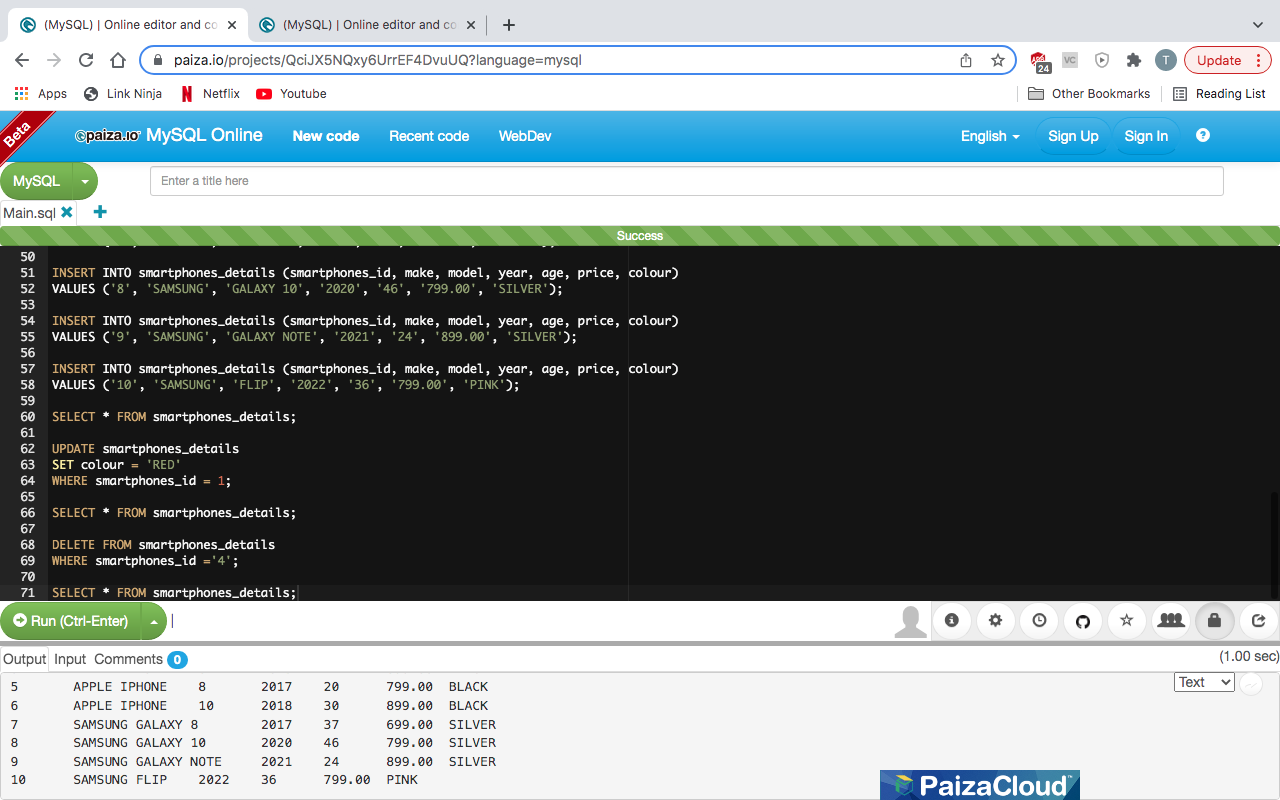 (MySQL) | Online editor and co
(MySQL) | Online editor and co
paiza.io/projects/QciJX5NQxy6UrrEF4DvuUQ?language=mysql
24
VC
T
Update
Apps
Link Ninja
Netflix
Youtube
Other Bookmarks
Reading List
Beta
paiza.io MySQL Online
New code
Recent code
WebDev
English
Sign Up
Sign In
MySQL
Enter a title here
Main.sql
Success
50
51 INSERT INTO smartphones_details (smartphones_id, make, model, year, age, price, colour)
52 VALUES ('8', 'SAMSUNG', 'GALAXY 10', '2020', '46', '799.00', 'SILVER');
53
54 INSERT INTO smartphones_details (smartphones_id, make, model, year, age, price, colour)
55 VALUES ('9', 'SAMSUNG', 'GALAXY NOTE', '2021', '24', '899.00', 'SILVER');
56
57 INSERT INTO smartphones_details (smartphones_id, make, model, year, age, price, colour)
58 VALUES ('10', 'SAMSUNG', 'FLIP', '2022', '36', '799.00', 'PINK');
59
60 SELECT * FROM smartphones_details;
61
62 UPDATE smartphones_details
63 SET colour = 'RED'
64 WHERE smartphones_id = 1;
65
66 SELECT * FROM smartphones_details;
67
68 DELETE FROM smartphones_details
69 WHERE smartphones_id ='4';
70
71 SELECT * FROM smartphones_details;
Run (Ctrl-Enter)
Output Input Comments 0
(1.00 sec)
Text
5 APPLE IPHONE 8 2017 20 799.00 BLACK
6 APPLE IPHONE 10 2018 30 899.00 BLACK
7 SAMSUNG GALAXY 8 2017 37 699.00 SILVER
8 SAMSUNG GALAXY 10 2020 46 799.00 SILVER
9 SAMSUNG GALAXY NOTE 2021 24 899.00 SILVER
10 SAMSUNG FLIP 2022 36 799.00 PINK
PaizaCloud